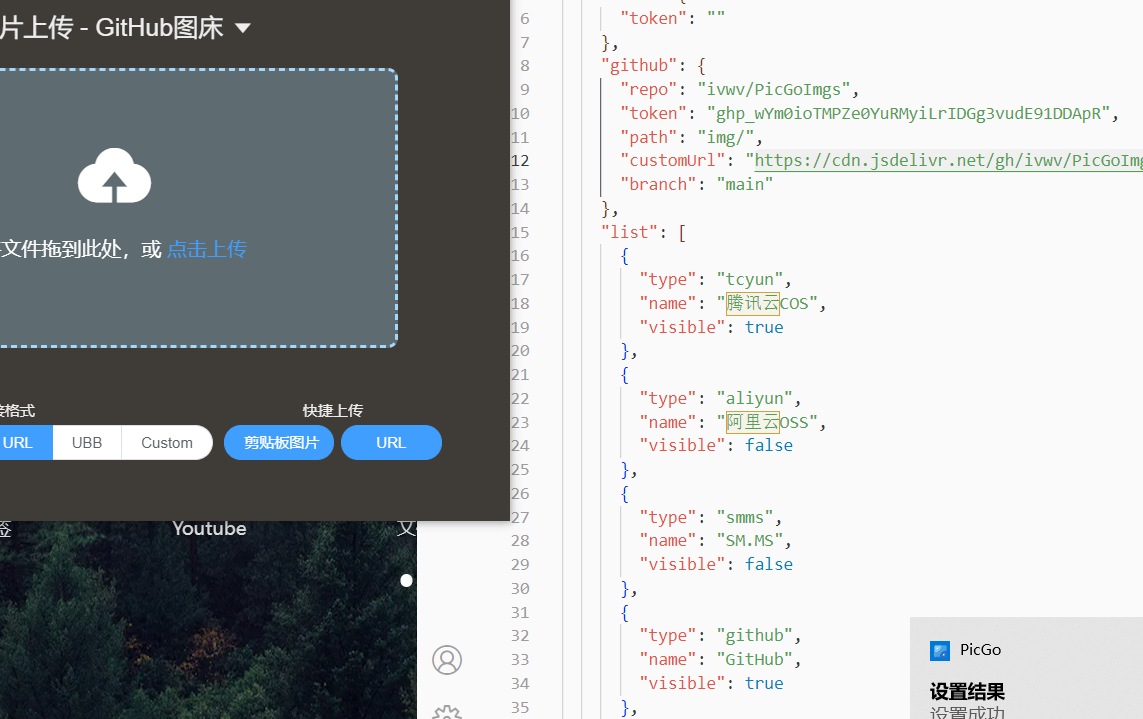 片上传 - GitHub图床
文件拖到此处，或 点击上传
接格式
快捷上传
URL
UBB
Custom
剪贴板图片
URL
签
Youtube
文
6 "token": ""
7 },
8 "github": {
9 "repo": "ivwv/PicGoImgs",
10 "token": "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",
11 "path": "img/",
12 "customUrl": "https://cdn.jsdelivr.net/gh/ivwv/PicGoImg
13 "branch": "main"
14 },
15 "list": [
16 {
17 "type": "tcyun",
18 "name": "腾讯云COS",
19 "visible": true
20 },
21 {
22 "type": "aliyun",
23 "name": "阿里云OSS",
24 "visible": false
25 },
26 {
27 "type": "smms",
28 "name": "SM.MS",
29 "visible": false
30 },
31 {
32 "type": "github",
33 "name": "GitHub",
34 "visible": true
35 },
PicGo
设置结果
设置成功